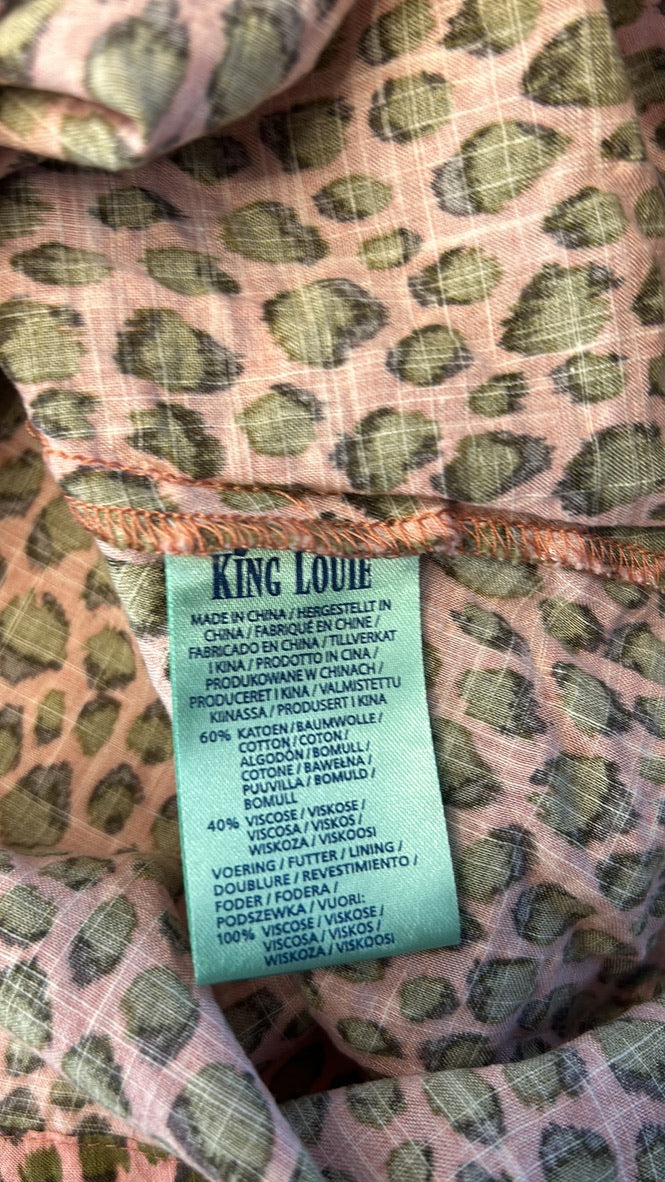 KING LOUIE
MADE IN CHINA / HERGESTELLT IN
CHINA / FABRIQUÉ EN CHINE /
FABRICADO EN CHINA / TILLVERKAT
I KINA / PRODOTTO IN CINA /
PRODUKOWANE W CHINACH /
PRODUCERET I KINA / VALMISTETTU
KIINASSA / PRODUSERT I KINA
60% KATOEN / BAUMWOLLE /
COTTON / COTON /
ALGODÓN / BOMULL /
COTONE / BAWEŁNA /
PUUVILLA / BOMULD /
BOMULL
40% VISCOSE / VISKOSE /
VISCOSA / VISKOS /
WISKOZA / VISKOOSI
VOERING / FUTTER / LINING /
DOUBLURE / REVESTIMIENTO /
FODER / FODERA /
PODSZEWKA / VUORI:
100% VISCOSE / VISKOSE /
VISCOSA / VISKOS /
WISKOZA / VISKOOSI